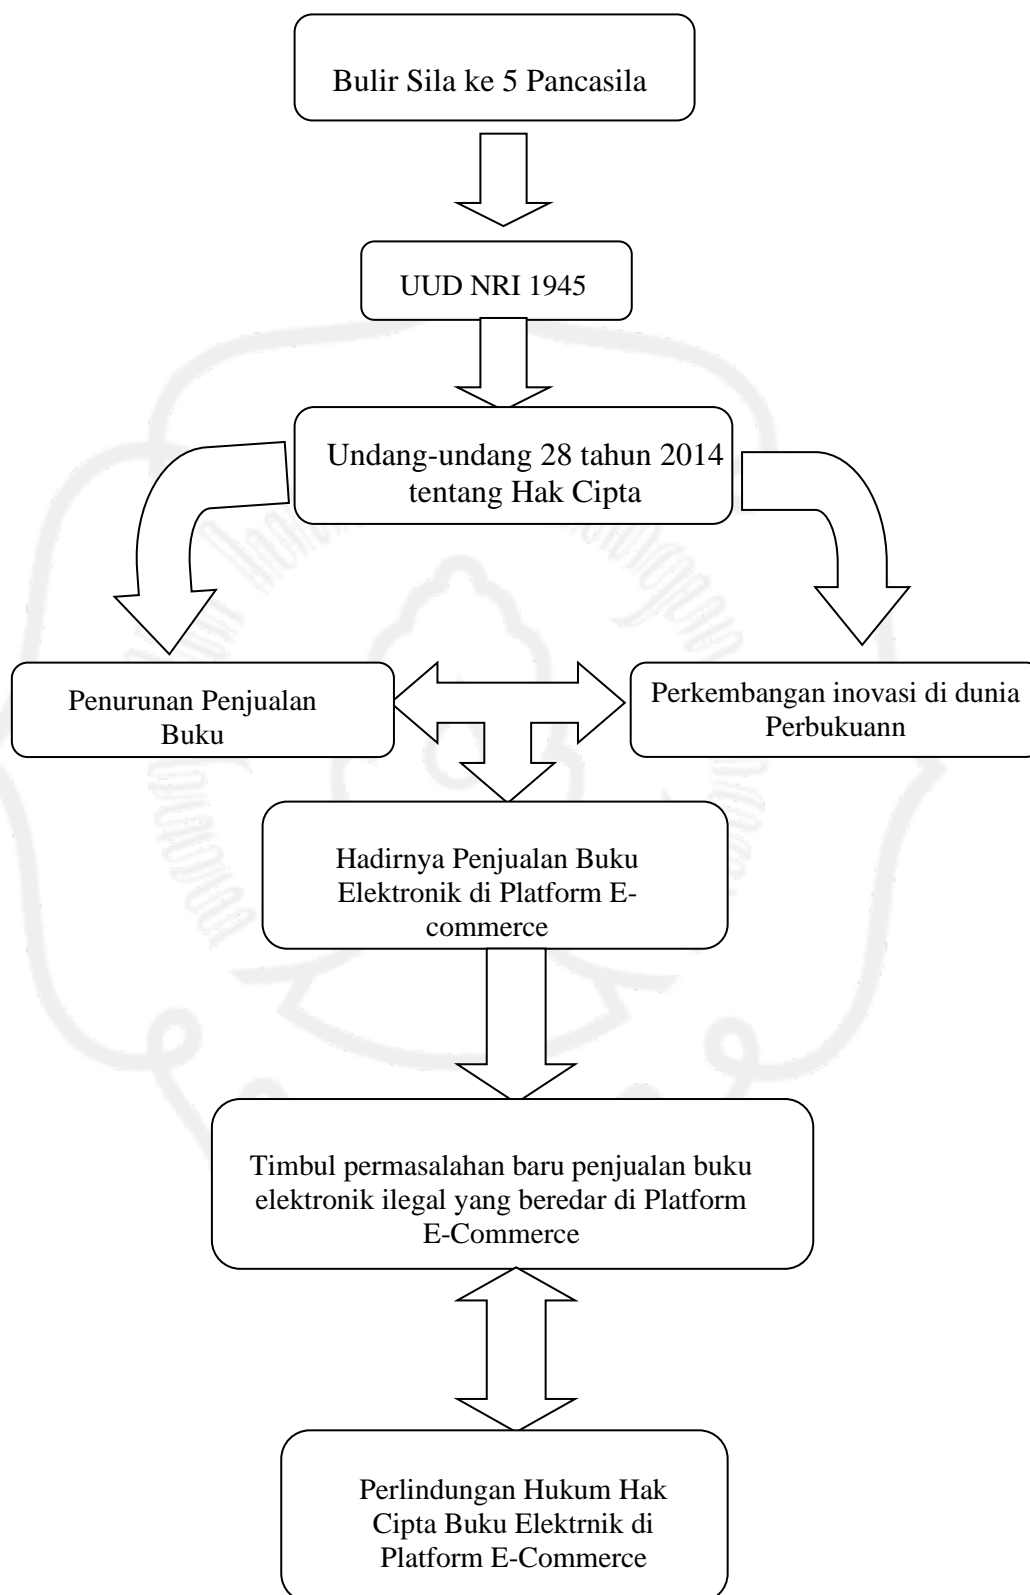 Bulir Sila ke 5 Pancasila
UUD NRI 1945
Undang-undang 28 tahun 2014
tentang Hak Cipta
Penurunan Penjualan
Buku
Perkembangan inovasi di dunia
Perbukuann
Hadirnya Penjualan Buku
Elektronik di Platform E-
commerce
Timbul permasalahan baru penjualan buku
elektronik ilegal yang beredar di Platform
E-Commerce
Perlindungan Hukum Hak
Cipta Buku Elektrnik di
Platform E-Commerce